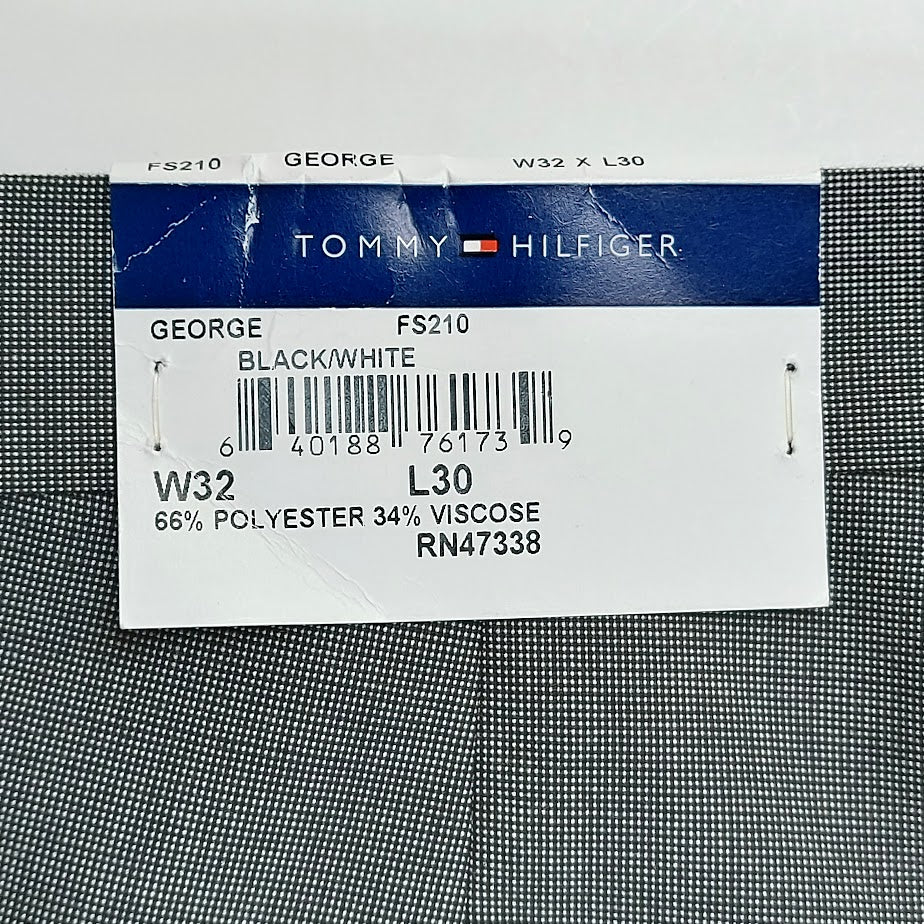 FS210 GEORGE W32 X L30
TOMMY HILFIGER
GEORGE FS210
BLACK/WHITE
6 40188 76173 9
W32 L30
66% POLYESTER 34% VISCOSE
RN47338